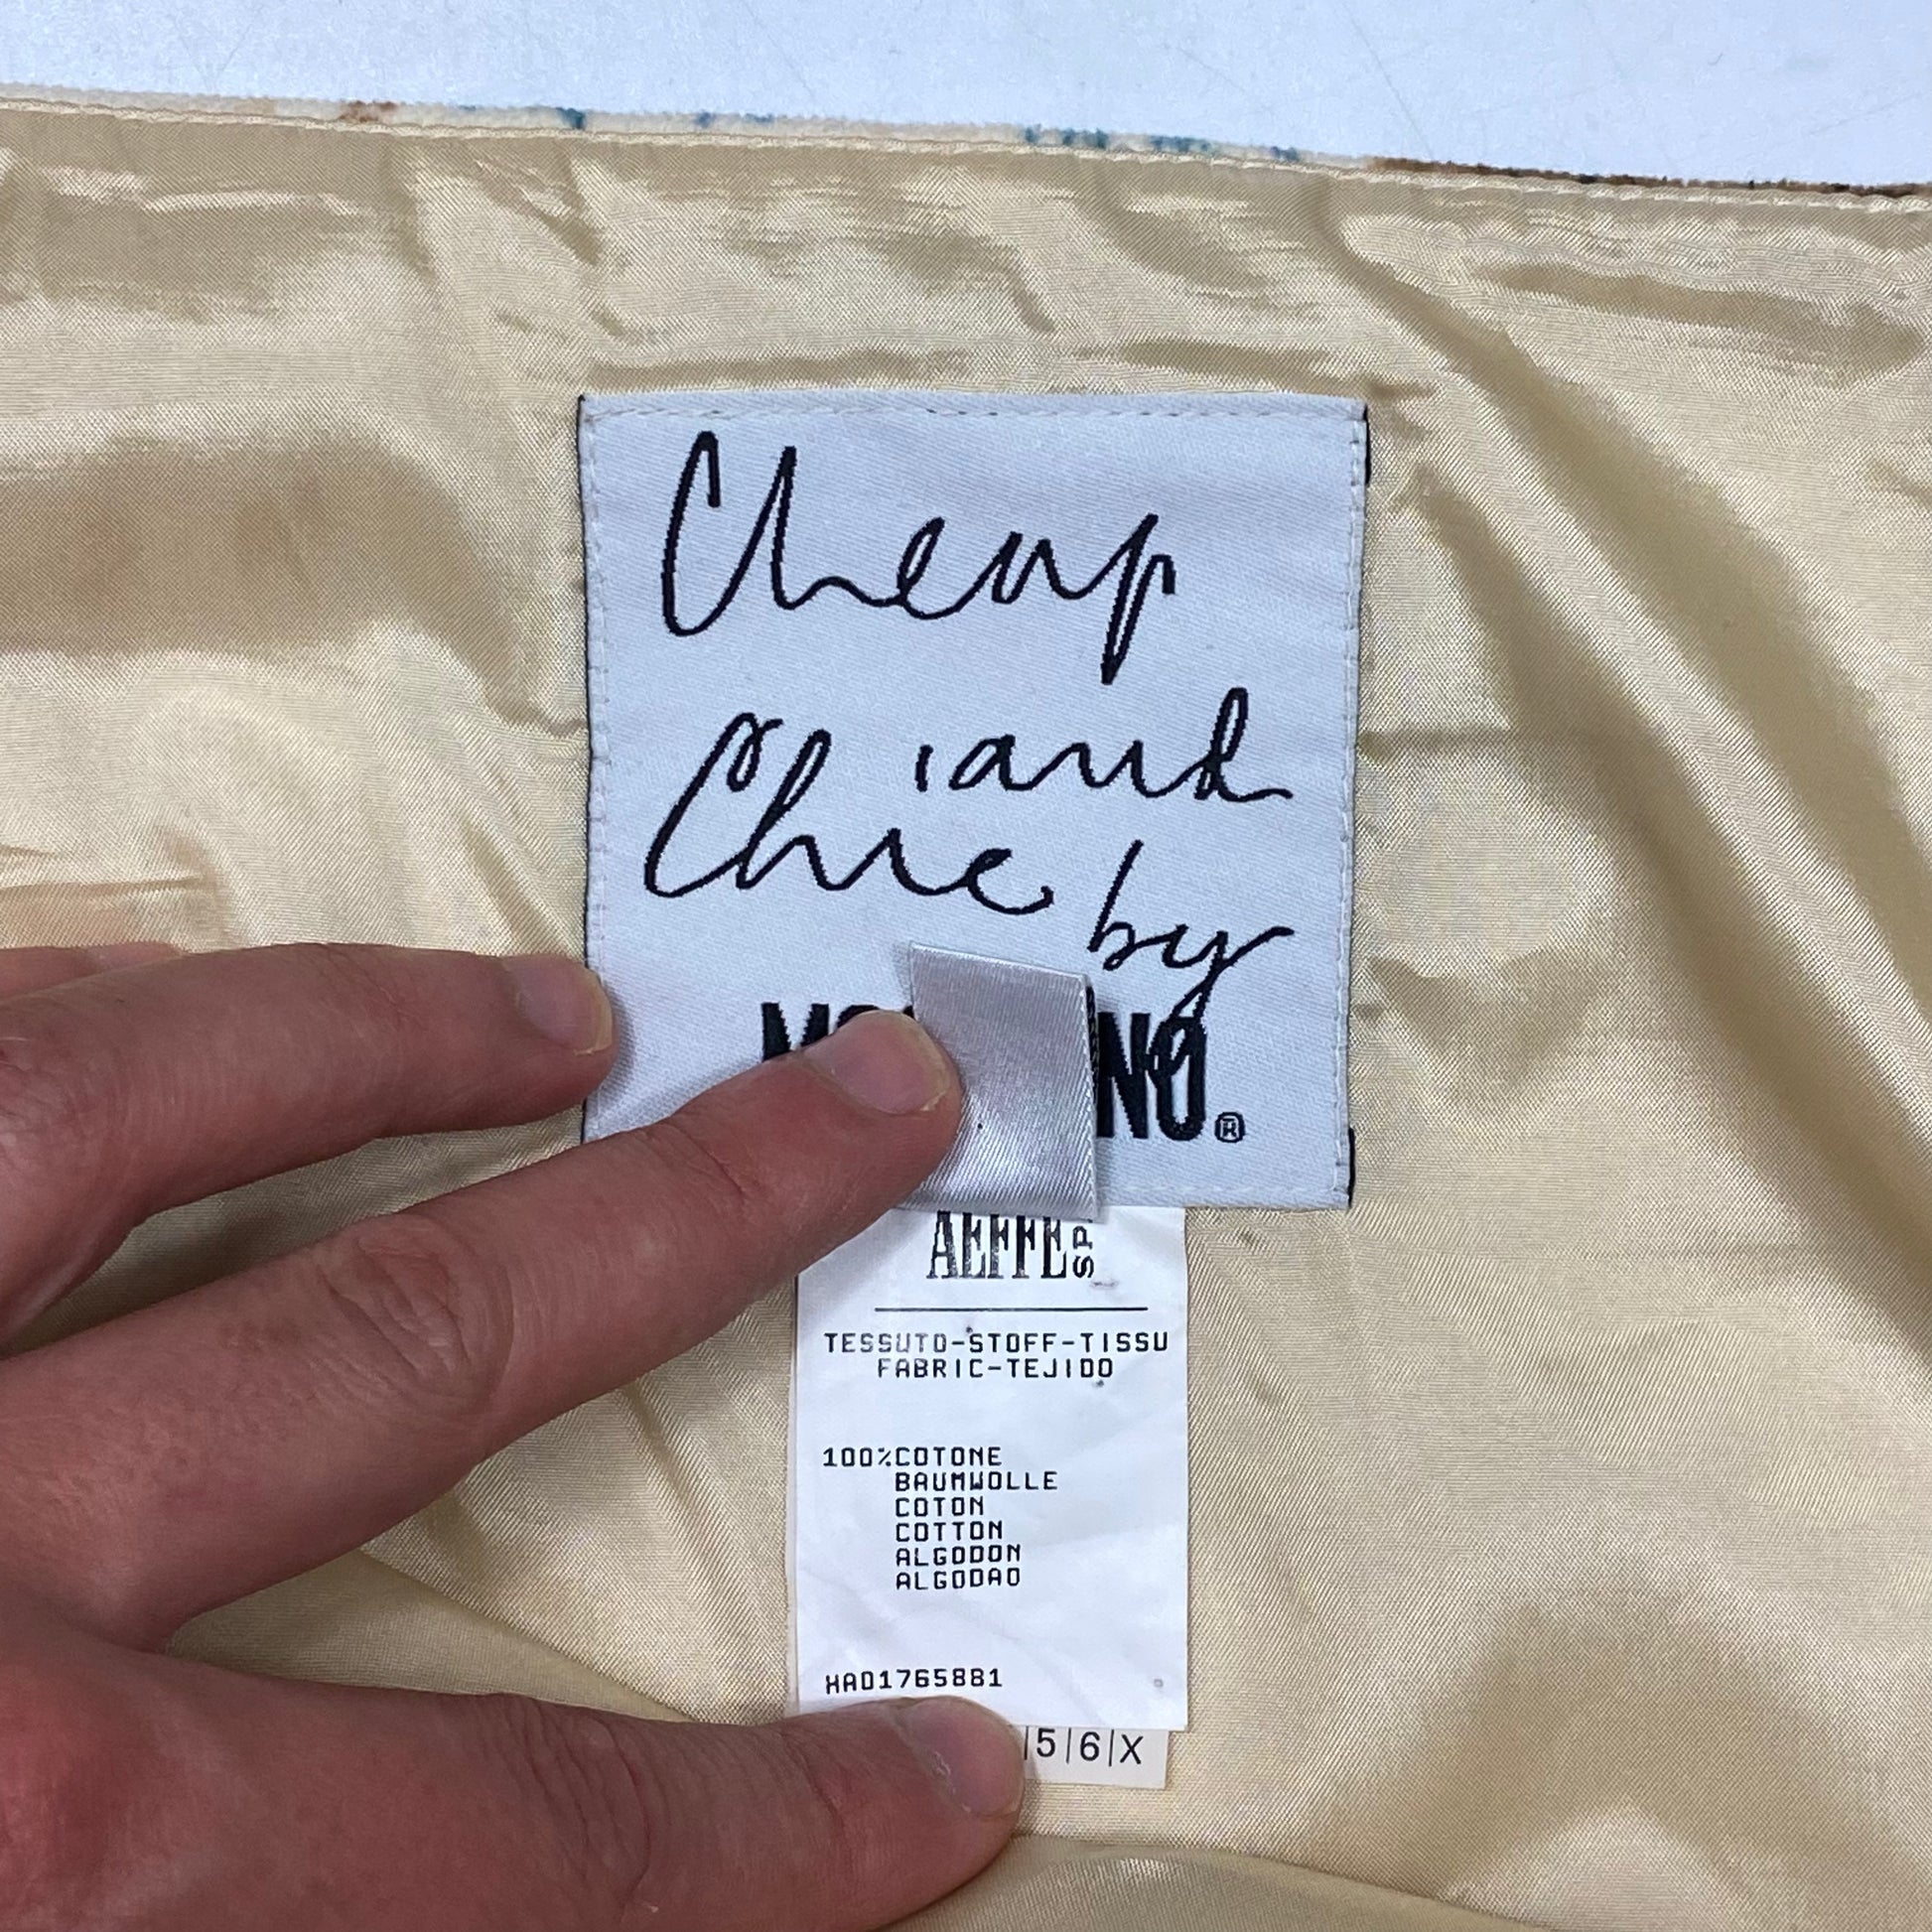 Cheap
and
Chic by
NO®
AEFFE
TESSUTO-STOFF-TISSU
FABRIC-TEJIDO
100%COTONE
BAUMWOLLE
COTON
COTTON
ALGODON
ALGODAO
HA01765881
|5|6|X